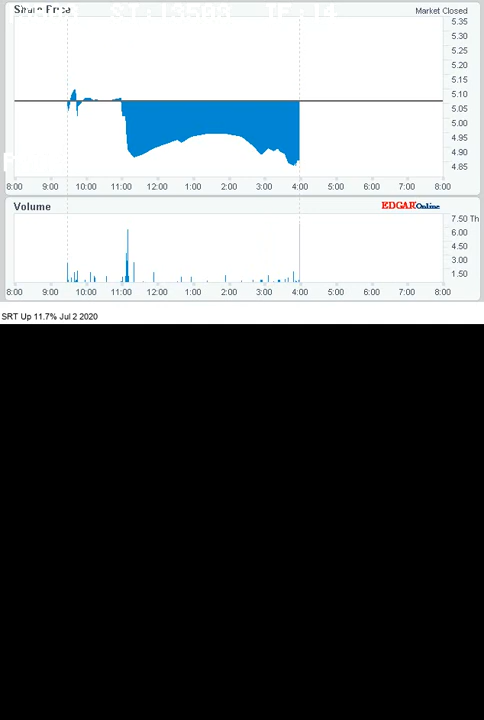 Share Price
Market Closed
ST:13508 TF:14
5.35
5.30
5.25
5.20
5.15
5.10
5.05
5.00
4.95
4.90
4.85
8:00 9:00 10:00 11:00 12:00 1:00 2:00 3:00 4:00 5:00 6:00 7:00 8:00
Volume
EDGAR Online
7.50 Th
6.00
4.50
3.00
1.50
8:00 9:00 10:00 11:00 12:00 1:00 2:00 3:00 4:00 5:00 6:00 7:00 8:00
SRT Up 11.7% Jul 2 2020